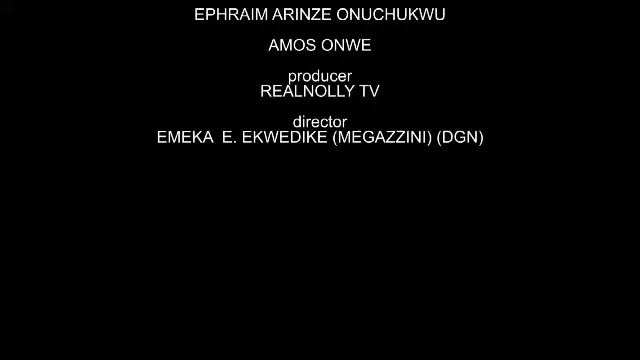 EPHRAIM ARINZE ONUCHUKWU
AMOS ONWE
producer
REALNOLLY TV
director
EMEKA  E. EKWEDIKE (MEGAZZINI) (DGN)